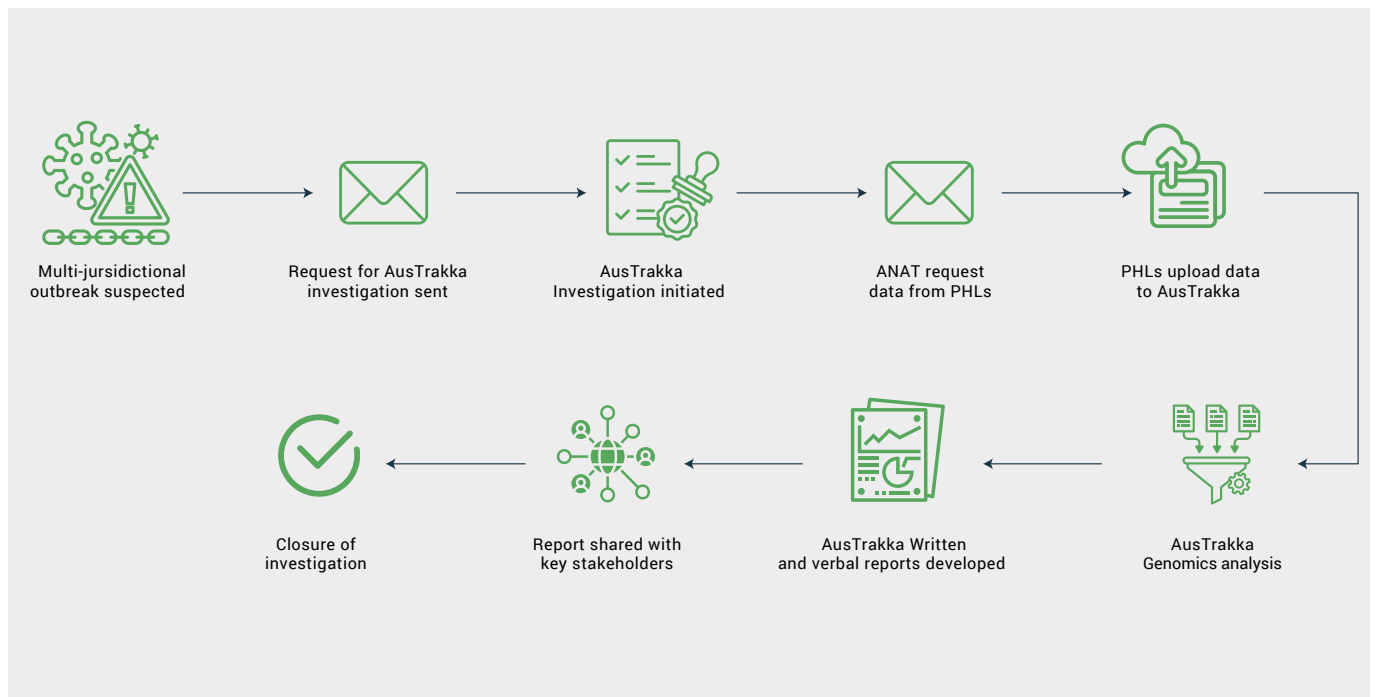 Multi-jursidictional
outbreak suspected
Request for AusTrakka
investigation sent
AusTrakka
Investigation initiated
ANAT request
data from PHLs
PHLs upload data
to AusTrakka
AusTrakka
Genomics analysis
AusTrakka Written
and verbal reports developed
Report shared with
key stakeholders
Closure of
investigation